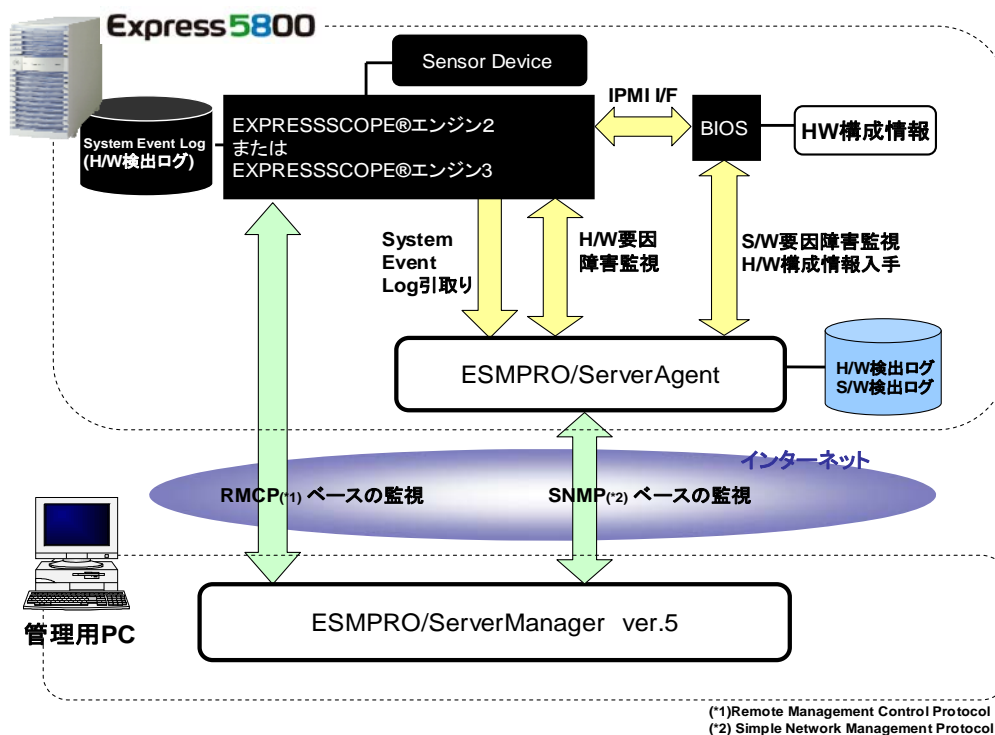 Express5800
Sensor Device
IPMI I/F
System Event Log
(H/W検出ログ)
EXPRESSSCOPE®エンジン2
または
EXPRESSSCOPE®エンジン3
BIOS
HW構成情報
System
Event
Log引取り
H/W要因
障害監視
S/W要因障害監視
H/W構成情報入手
ESMPRO/ServerAgent
H/W検出ログ
S/W検出ログ
インターネット
RMCP(*1) ベースの監視
SNMP(*2) ベースの監視
管理用PC
ESMPRO/ServerManager ver.5
(*1)Remote Management Control Protocol
(*2) Simple Network Management Protocol